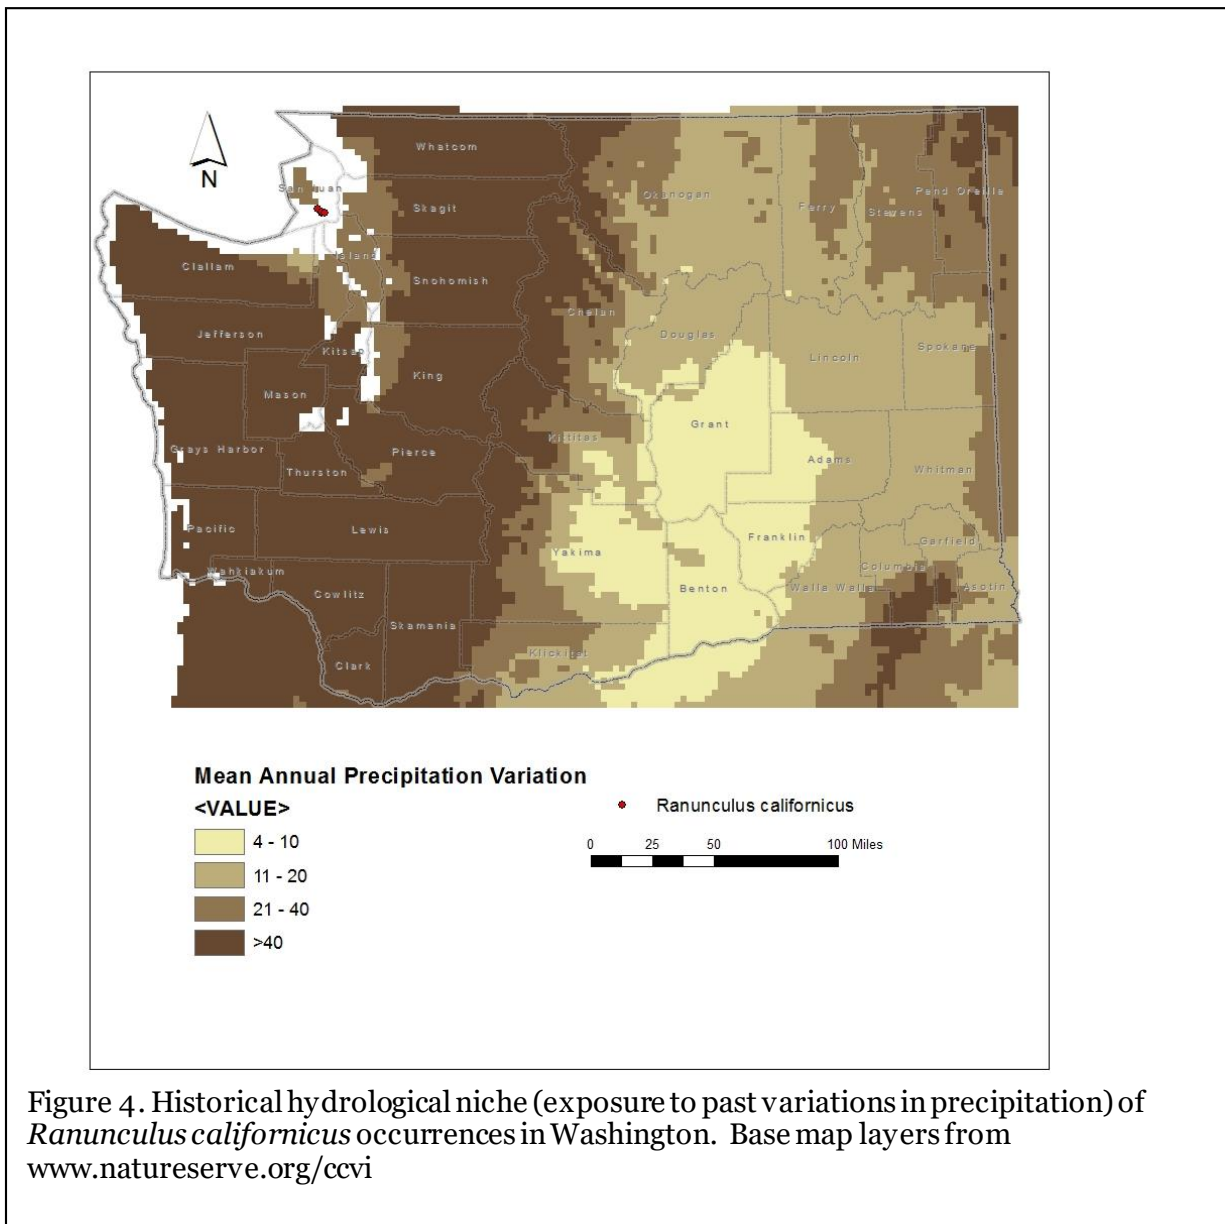 N
Whatcom
San Juan
Skagit
Okanogan
Ferry
Stevens
Pend Oreille
Clallam
Island
Snohomish
Chelan
Jefferson
Kitsap
Douglas
Lincoln
Spokane
King
Mason
Grant
Grays Harbor
Pierce
Kittitas
Thurston
Adams
Whitman
Pacific
Lewis
Yakima
Franklin
Garfield
Wahkiakum
Cowlitz
Benton
Walla Walla
Columbia
Asotin
Skamania
Klickitat
Clark
Mean Annual Precipitation Variation
<VALUE>
4 - 10
11 - 20
21 - 40
>40
Ranunculus californicus
0 25 50 100 Miles
Figure 4. Historical hydrological niche (exposure to past variations in precipitation) of
Ranunculus californicus occurrences in Washington. Base map layers from
www.natureserve.org/ccvi